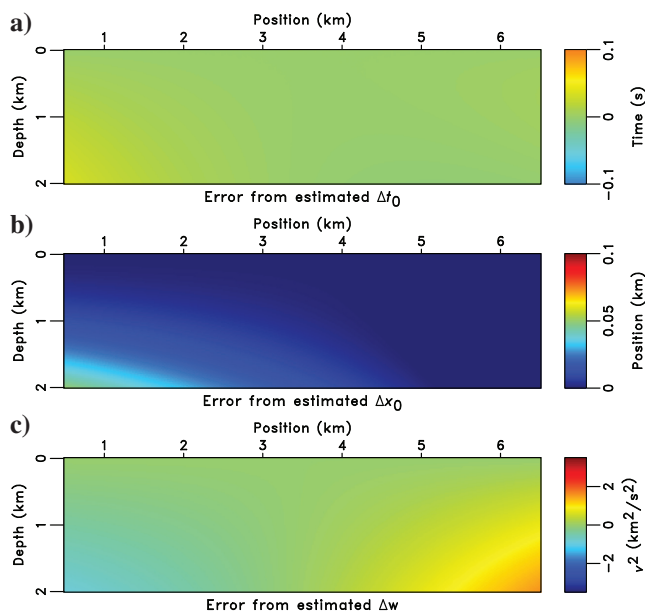 a)
Position (km)
1 2 3 4 5 6
Depth (km)
0
1
2
0.1
0
−0.1
Time (s)
Error from estimated Δt₀
b)
Position (km)
1 2 3 4 5 6
Depth (km)
0
1
2
0.1
0.05
0
Position (km)
Error from estimated Δx₀
c)
Position (km)
1 2 3 4 5 6
Depth (km)
0
1
2
2
0
−2
v² (km²/s²)
Error from estimated Δw